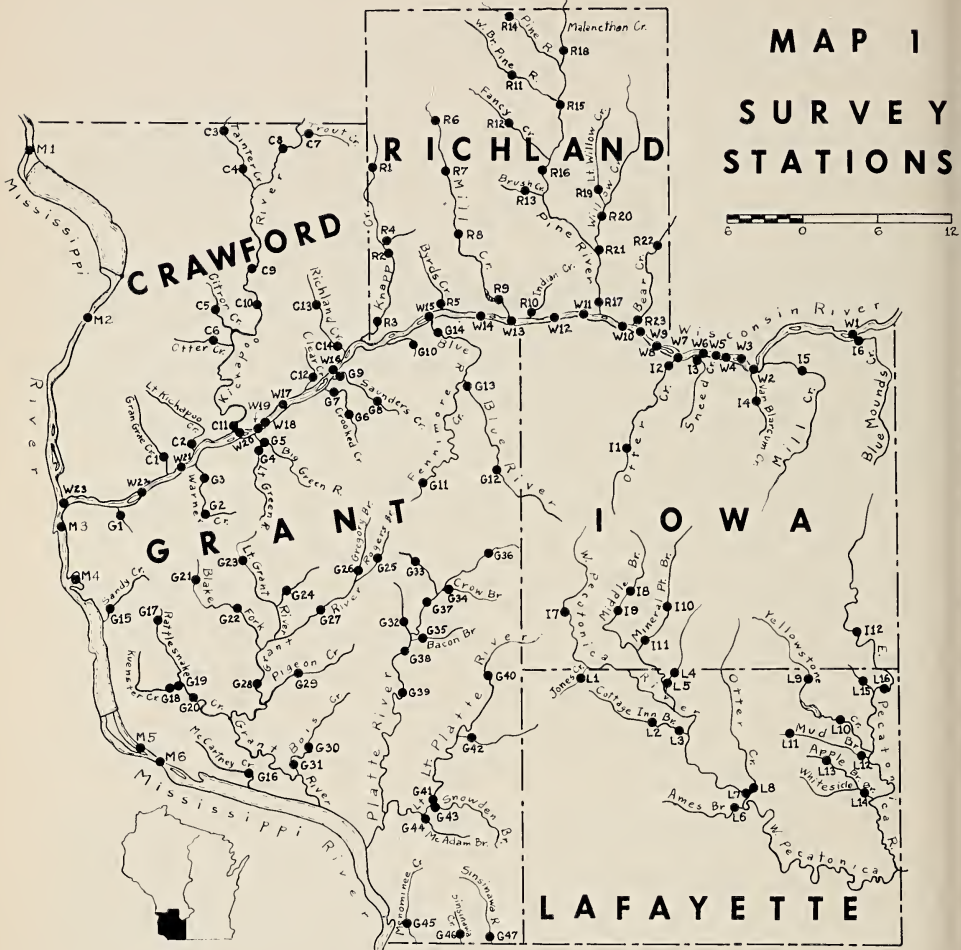 MAP 1
SURVEY
STATIONS
6 0 6 12
RICHLAND
CRAWFORD
GRANT
IOWA
LAFAYETTE
Mississippi
River
Mississippi River
Wisconsin River
Malancthon Cr.
Pine R.
W. Br. Pine R.
Fancy Cr.
Brush Cr.
Pine River
Lt Willow Cr.
Willow Cr.
Bear Cr.
Indian Cr.
Mill Cr.
Byrds Cr.
Knapp Cr.
Trout Cr.
Tainter Cr.
River
Kickapoo
Citron Cr.
Otter Cr.
Richland Cr.
Clear Cr.
Lt. Kickapoo Cr.
Gran Grae Cr.
Saunders Cr.
Crooked Cr.
Big Green R.
Lt Green R.
Warner Cr.
Blue R.
Blue River
Fennimore Cr.
Otter Cr.
Sneed Cr.
Mill Cr.
Blue Mounds Cr.
Sandy Cr.
Rattlesnake Cr.
Kuenster Cr.
McCartney Cr.
Blake Fork
Lt. Grant River
Grant River
Gregory Br.
Rogers Br.
Pigeon Cr.
Boss Cr.
Grant River
Platte River
Crow Br
Bacon Br
Lt. Platte River
Snowden Br.
McAdam Br.
Menominee Cr
Sinsinawa Cr.
Sinsinawa R
W. Pecatonica River
Middle Br.
Mineral Pt. Br.
Jones Cr.
Cottage Inn Br.
Otter Cr.
Ames Br
W. Pecatonica
Yellowstone Cr.
Mud Br
Apple Br.
Whiteside Br.
E. Pecatonica R.
M1
M2
M3
M4
M5
M6
C1
C2
C3
C4
C5
C6
C7
C8
C9
C10
C11
C12
C14
R1
R2
R3
R4
R5
R6
R7
R8
R9
R10
R11
R12
R13
R14
R15
R16
R17
R18
R19
R20
R21
R22
R23
W1
W2
W3
W4
W5
W6
W7
W8
W9
W10
W11
W12
W13
W14
W15
W16
W17
W18
W19
W20
W21
W23
G1
G2
G3
G4
G5
G6
G7
G8
G9
G10
G11
G12
G13
G13
G14
G15
G16
G17
G18
G19
G20
G21
G22
G23
G24
G25
G26
G27
G28
G29
G30
G31
G32
G33
G34
G35
G36
G37
G38
G39
G40
G41
G42
G43
G44
G45
G46
G47
I1
I2
I3
I4
I5
I6
I7
I8
I9
I10
I11
I12
L1
L2
L3
L4
L5
L6
L7
L8
L9
L10
L11
L12
L13
L14
L15
L16